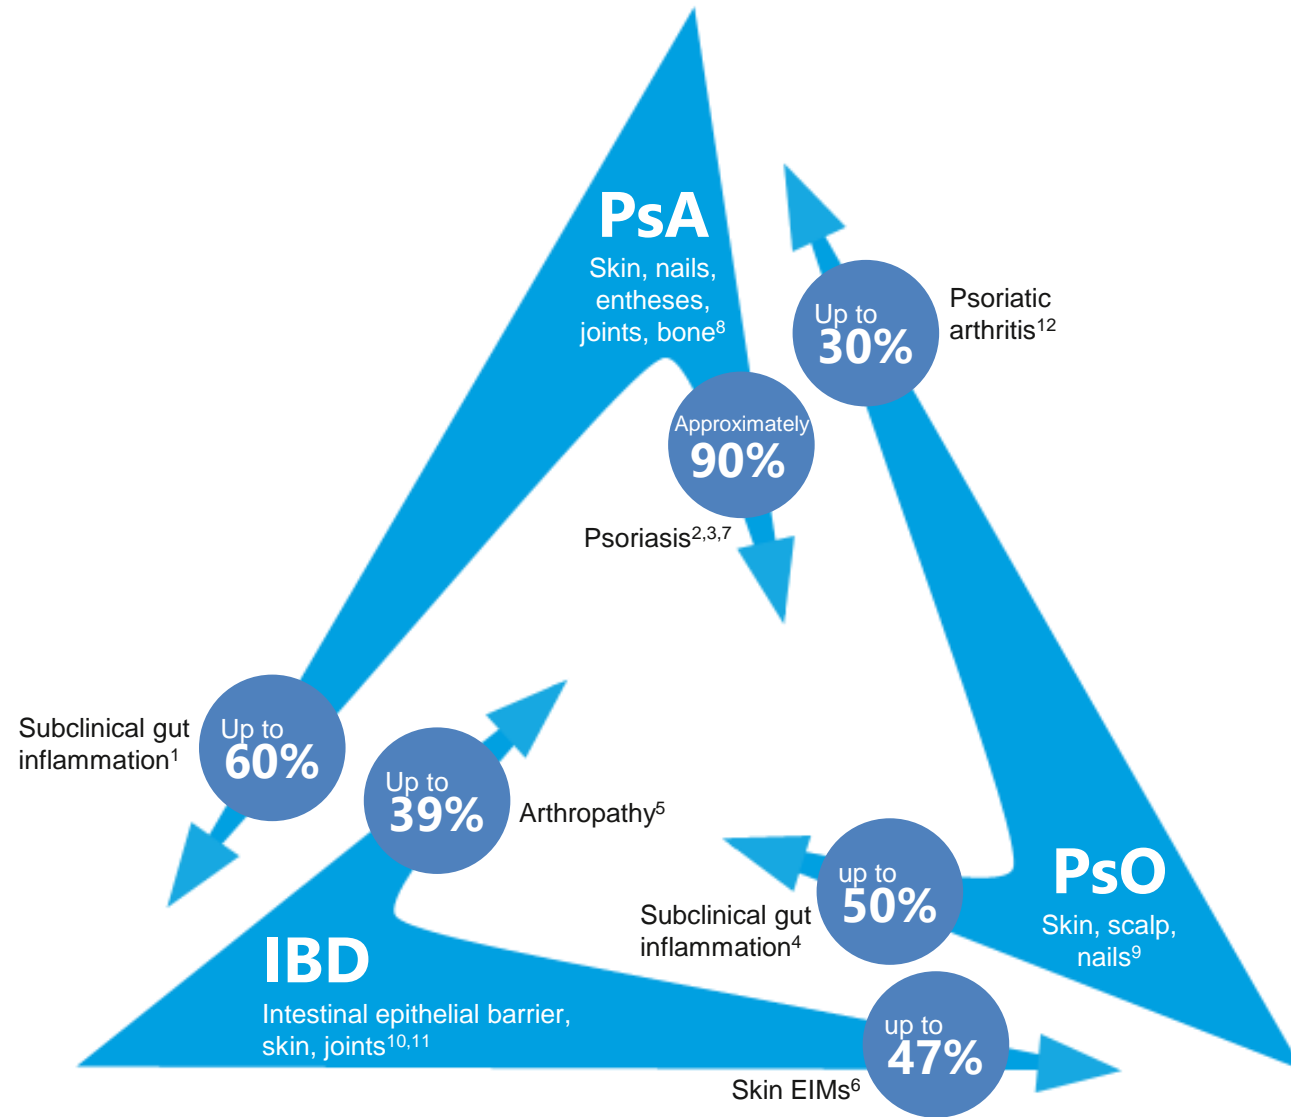 PsA
Skin, nails,
entheses,
joints, bone⁸
Up to
30%
Psoriatic
arthritis¹²
Approximately
90%
Psoriasis²,³,⁷
Subclinical gut
inflammation¹
Up to
60%
Up to
39%
Arthropathy⁵
up to
50%
Subclinical gut
inflammation⁴
PsO
Skin, scalp,
nails⁹
IBD
Intestinal epithelial barrier,
skin, joints¹⁰,¹¹
up to
47%
Skin EIMs⁶